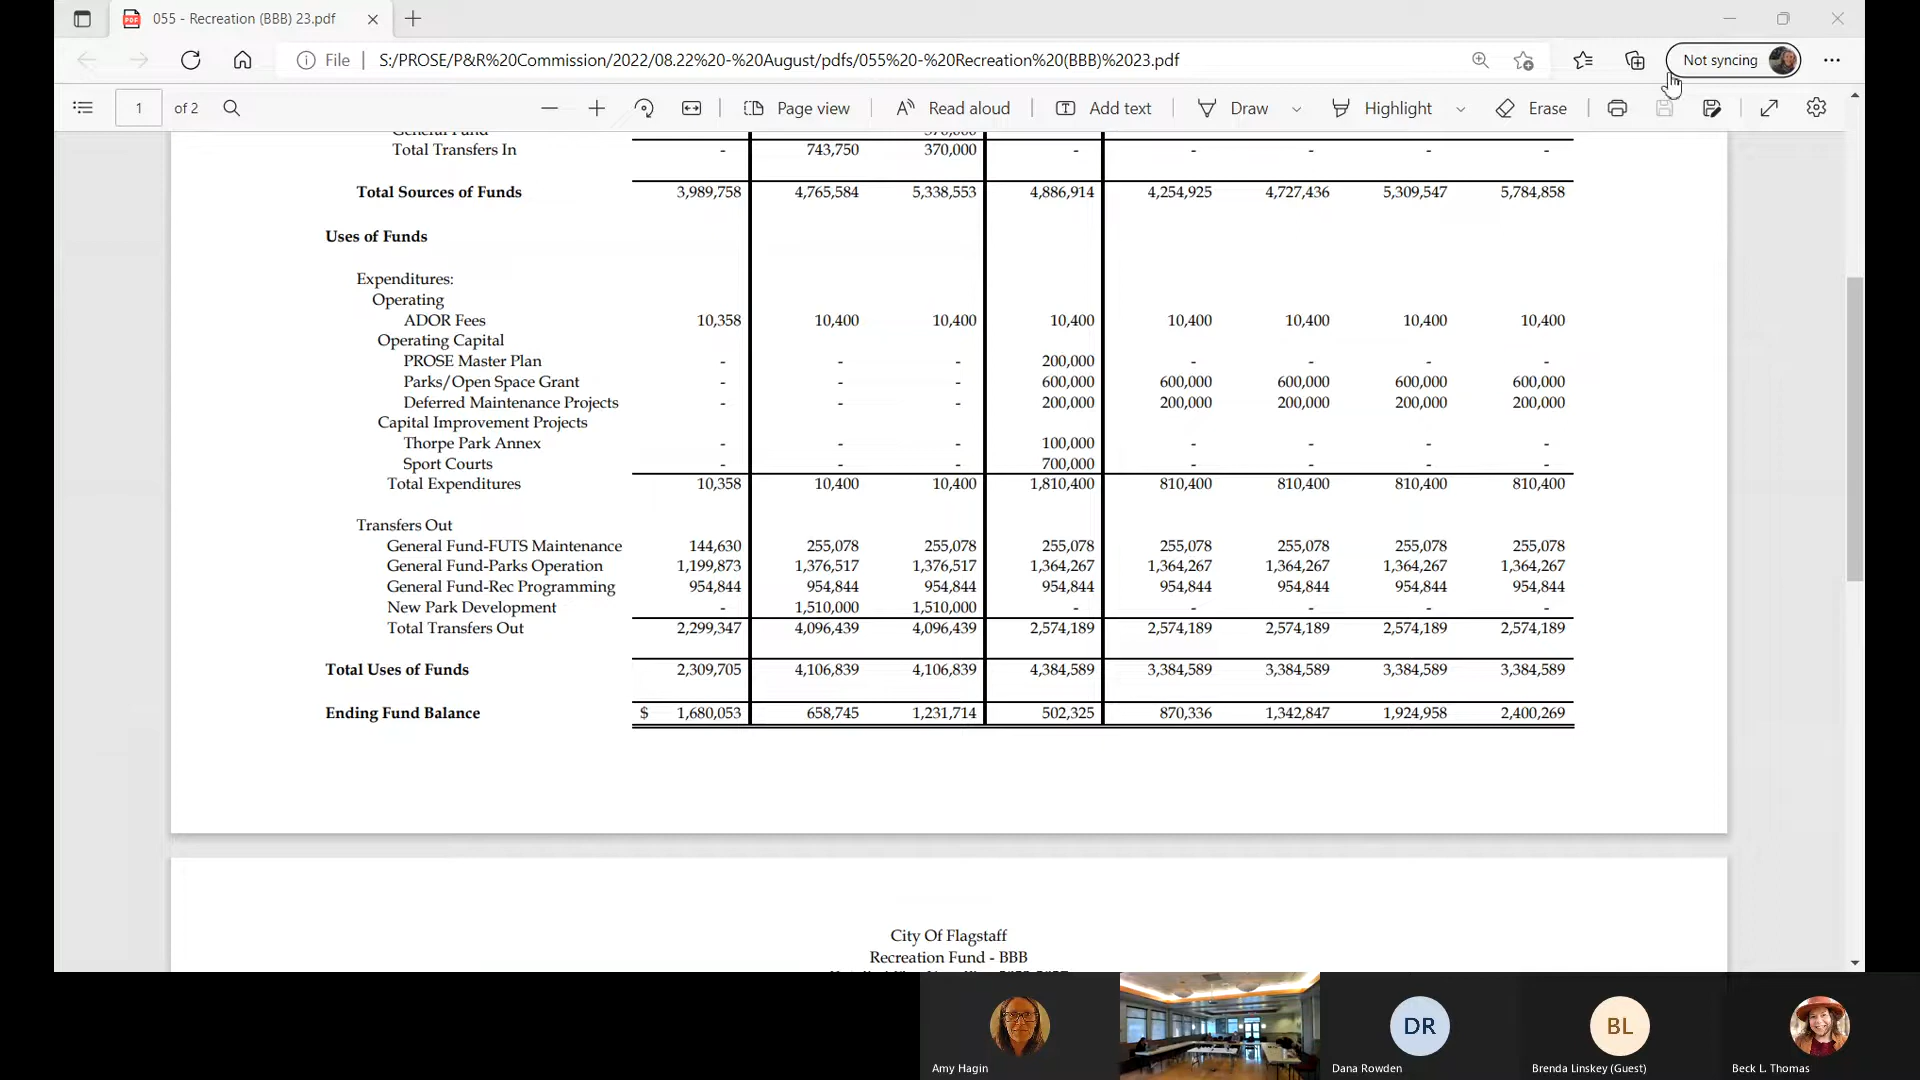 055 - Recreation (BBB) 23.pdf
File S:/PROSE/P&R%20Commission/2022/08.22%20-%20August/pdfs/055%20-%20Recreation%20(BBB)%2023.pdf Not syncing
1 of 2 Page view Read aloud Add text Draw Highlight Erase
General Fund 370,000
Total Transfers In - 743,750 370,000 - - - - -
Total Sources of Funds 3,989,758 4,765,584 5,338,553 4,886,914 4,254,925 4,727,436 5,309,547 5,784,858
Uses of Funds
Expenditures:
Operating
ADOR Fees 10,358 10,400 10,400 10,400 10,400 10,400 10,400 10,400
Operating Capital
PROSE Master Plan - - - 200,000 - - - -
Parks/Open Space Grant - - - 600,000 600,000 600,000 600,000 600,000
Deferred Maintenance Projects - - - 200,000 200,000 200,000 200,000 200,000
Capital Improvement Projects
Thorpe Park Annex - - - 100,000 - - - -
Sport Courts - - - 700,000 - - - -
Total Expenditures 10,358 10,400 10,400 1,810,400 810,400 810,400 810,400 810,400
Transfers Out
General Fund-FUTS Maintenance 144,630 255,078 255,078 255,078 255,078 255,078 255,078 255,078
General Fund-Parks Operation 1,199,873 1,376,517 1,376,517 1,364,267 1,364,267 1,364,267 1,364,267 1,364,267
General Fund-Rec Programming 954,844 954,844 954,844 954,844 954,844 954,844 954,844 954,844
New Park Development - 1,510,000 1,510,000 - - - - -
Total Transfers Out 2,299,347 4,096,439 4,096,439 2,574,189 2,574,189 2,574,189 2,574,189 2,574,189
Total Uses of Funds 2,309,705 4,106,839 4,106,839 4,384,589 3,384,589 3,384,589 3,384,589 3,384,589
Ending Fund Balance $ 1,680,053 658,745 1,231,714 502,325 870,336 1,342,847 1,924,958 2,400,269
City Of Flagstaff
Recreation Fund - BBB
DR BL
Amy Hagin Dana Rowden Brenda Linskey (Guest) Beck L. Thomas